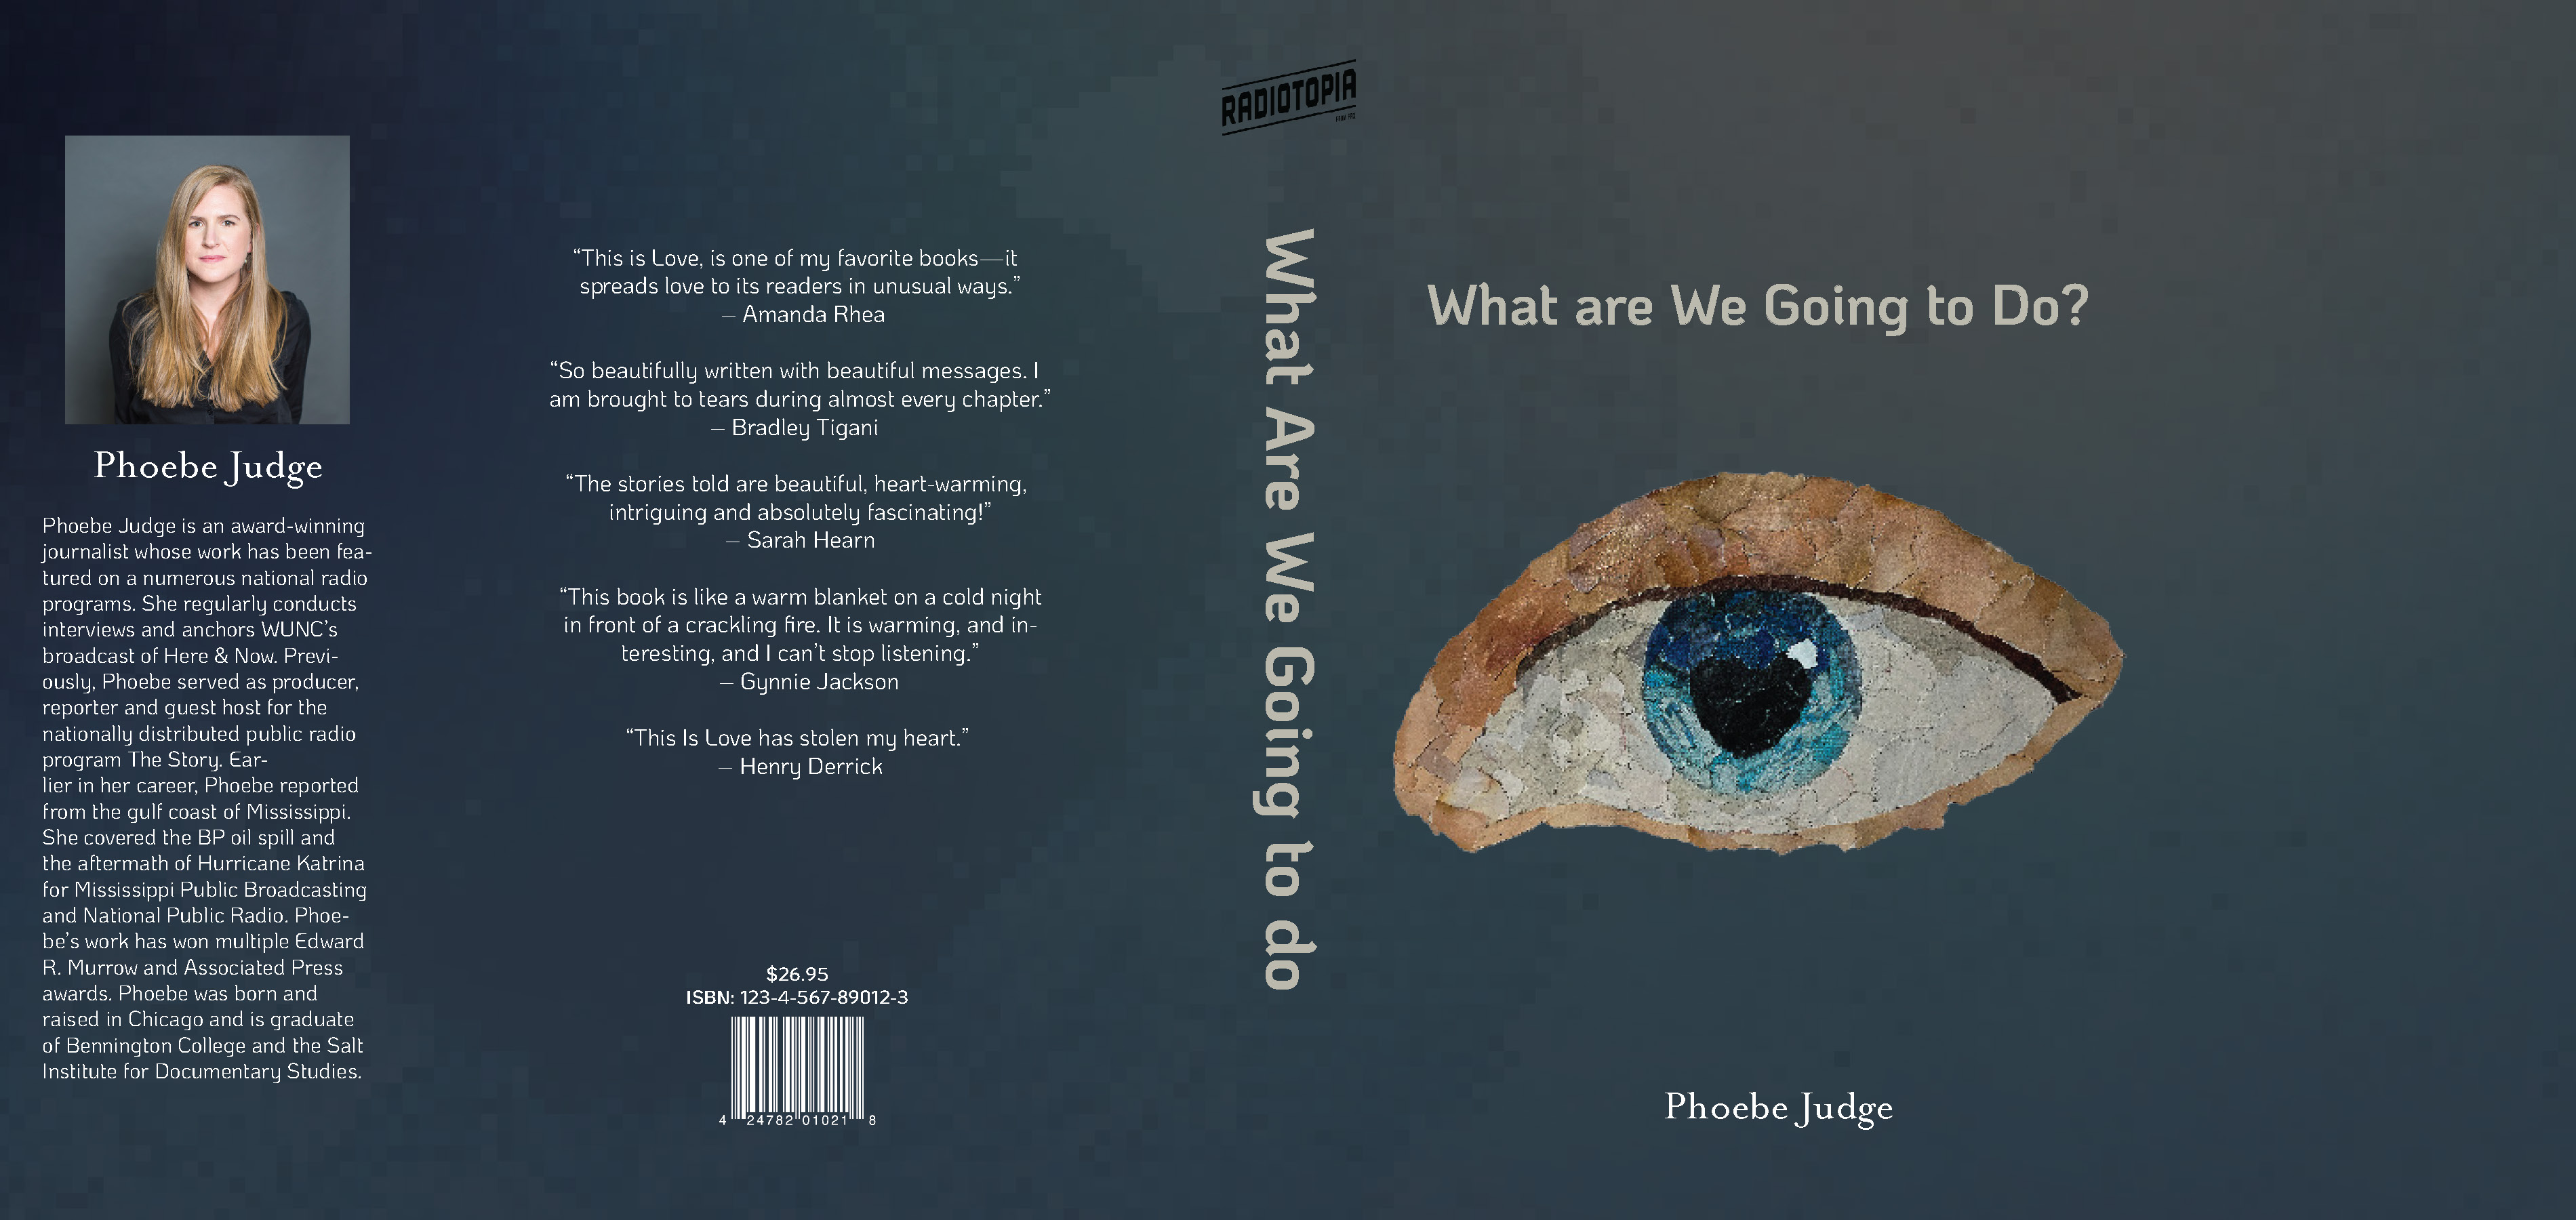 Phoebe Judge
Phoebe Judge is an award-winning
journalist whose work has been fea-
tured on a numerous national radio
programs. She regularly conducts
interviews and anchors WUNC’s
broadcast of Here & Now. Previ-
ously, Phoebe served as producer,
reporter and guest host for the
nationally distributed public radio
program The Story. Ear-
lier in her career, Phoebe reported
from the gulf coast of Mississippi.
She covered the BP oil spill and
the aftermath of Hurricane Katrina
for Mississippi Public Broadcasting
and National Public Radio. Phoe-
be’s work has won multiple Edward
R. Murrow and Associated Press
awards. Phoebe was born and
raised in Chicago and is graduate
of Bennington College and the Salt
Institute for Documentary Studies.
“This is Love, is one of my favorite books—it
spreads love to its readers in unusual ways.”
– Amanda Rhea
“So beautifully written with beautiful messages. I
am brought to tears during almost every chapter.”
– Bradley Tigani
“The stories told are beautiful, heart-warming,
intriguing and absolutely fascinating!”
– Sarah Hearn
“This book is like a warm blanket on a cold night
in front of a crackling fire. It is warming, and in-
teresting, and I can’t stop listening.”
– Gynnie Jackson
“This Is Love has stolen my heart.”
– Henry Derrick
$26.95
ISBN: 123-4-567-89012-3
4 24782 01021 8
RADIOTOPIA
FROM PRX
What Are We Going to do
What are We Going to Do?
Phoebe Judge